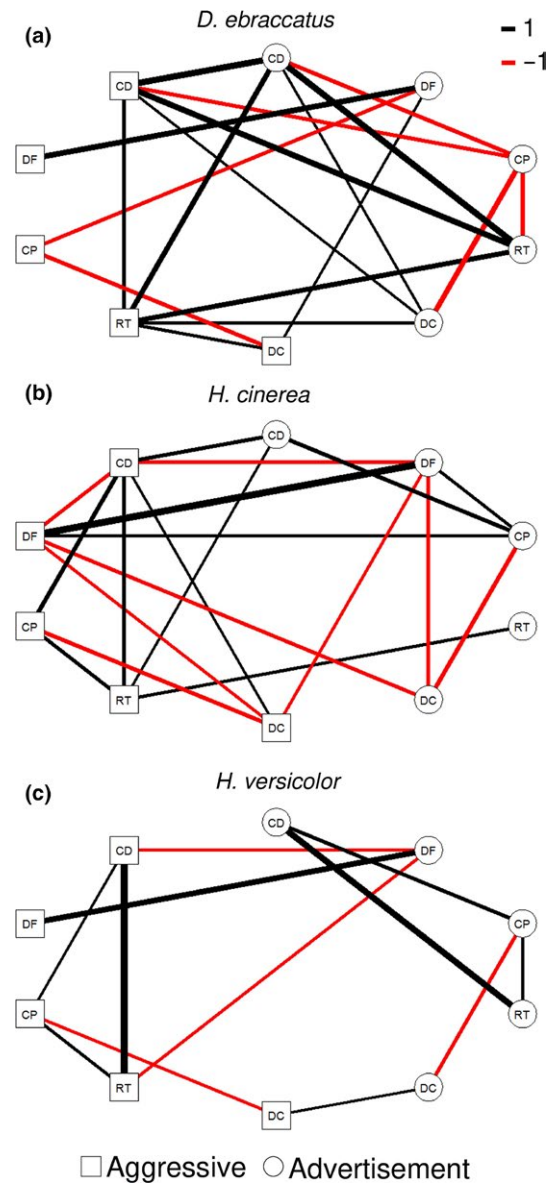 (a) D. ebraccatus
1
−1
CD
CD
DF
DF
CP
CP
RT
RT
DC
DC
(b) H. cinerea
CD
CD
DF
DF
CP
CP
RT
RT
DC
DC
(c) H. versicolor
CD
CD
DF
DF
CP
CP
RT
RT
DC
DC
Aggressive Advertisement